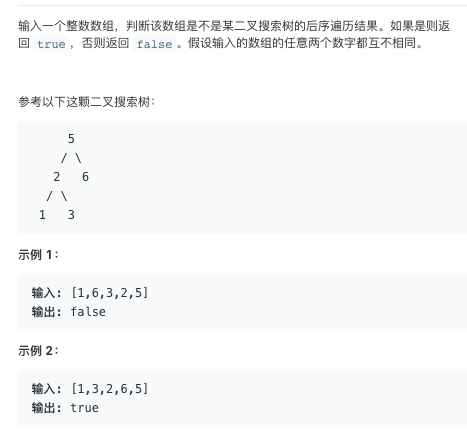 输入一个整数数组，判断该数组是不是某二叉搜索树的后序遍历结果。如果是则返
回 true，否则返回 false。假设输入的数组的任意两个数字都互不相同。
参考以下这颗二叉搜索树：
5
/ \
2 6
/ \
1 3
示例 1：
输入: [1,6,3,2,5]
输出: false
示例 2：
输入: [1,3,2,6,5]
输出: true